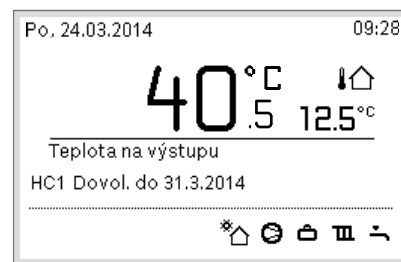 Po, 24.03.2014 09:28
40.5 °C
12.5°C
Teplota na výstupu
HC1 Dovol. do 31.3.2014